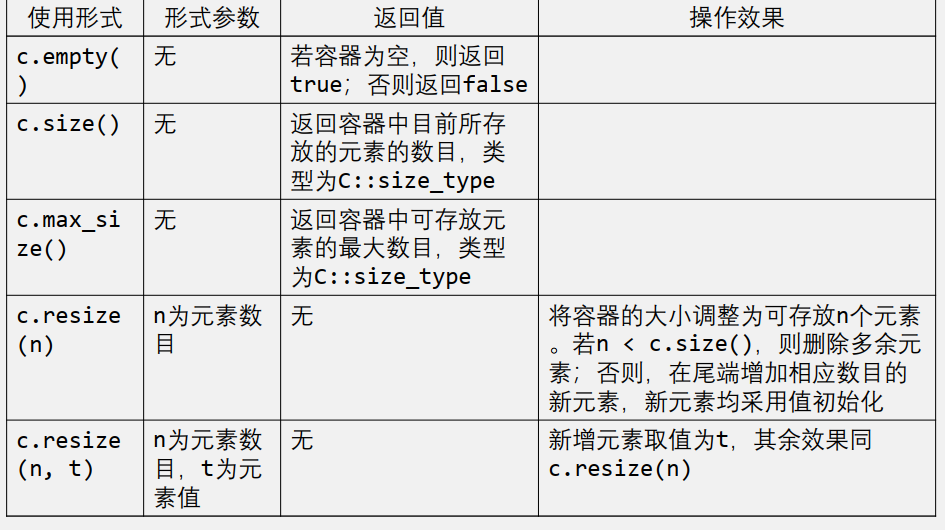 使用形式 形式参数 返回值 操作效果
c.empty( 无 若容器为空，则返回
) true；否则返回false
c.size() 无 返回容器中目前所存
放的元素的数目，类
型为C::size_type
c.max_si 无 返回容器中可存放元
ze() 素的最大数目，类型
为C::size_type
c.resize n为元素数 无 将容器的大小调整为可存放n个元素
(n) 目 。若n < c.size()，则删除多余元
素；否则，在尾端增加相应数目的
新元素，新元素均采用值初始化
c.resize n为元素数 无 新增元素取值为t，其余效果同
(n, t) 目，t为元 c.resize(n)
素值